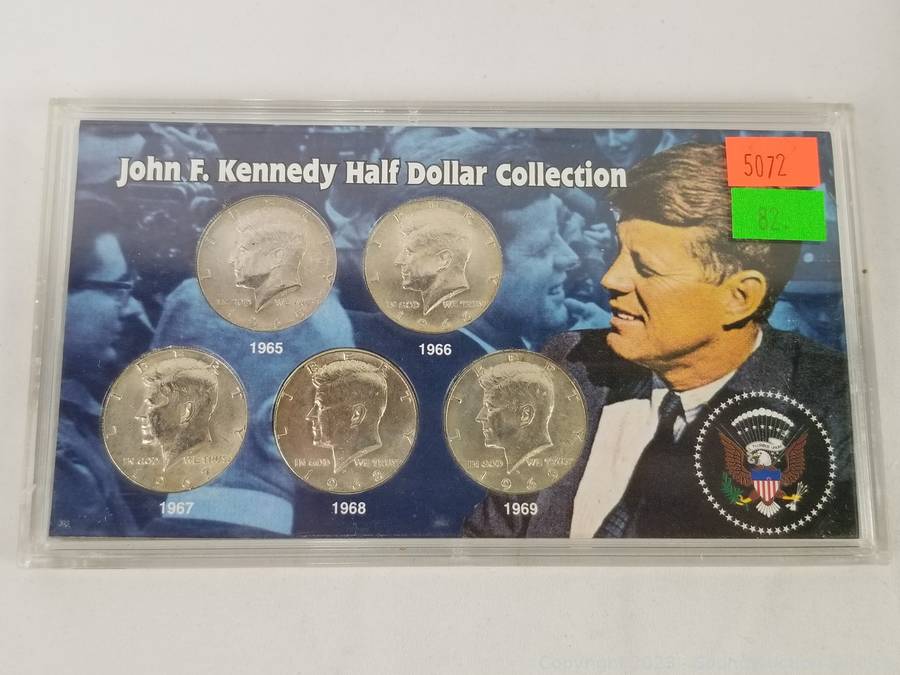 John F. Kennedy Half Dollar Collection
5072
82.
LIBERTY
IN GOD WE TRUST
1965
LIBERTY
IN GOD WE TRUST
1966
LIBERTY
IN GOD WE TRUST
1967
LIBERTY
IN GOD WE TRUST
1968
1968
LIBERTY
IN GOD WE TRUST
1969